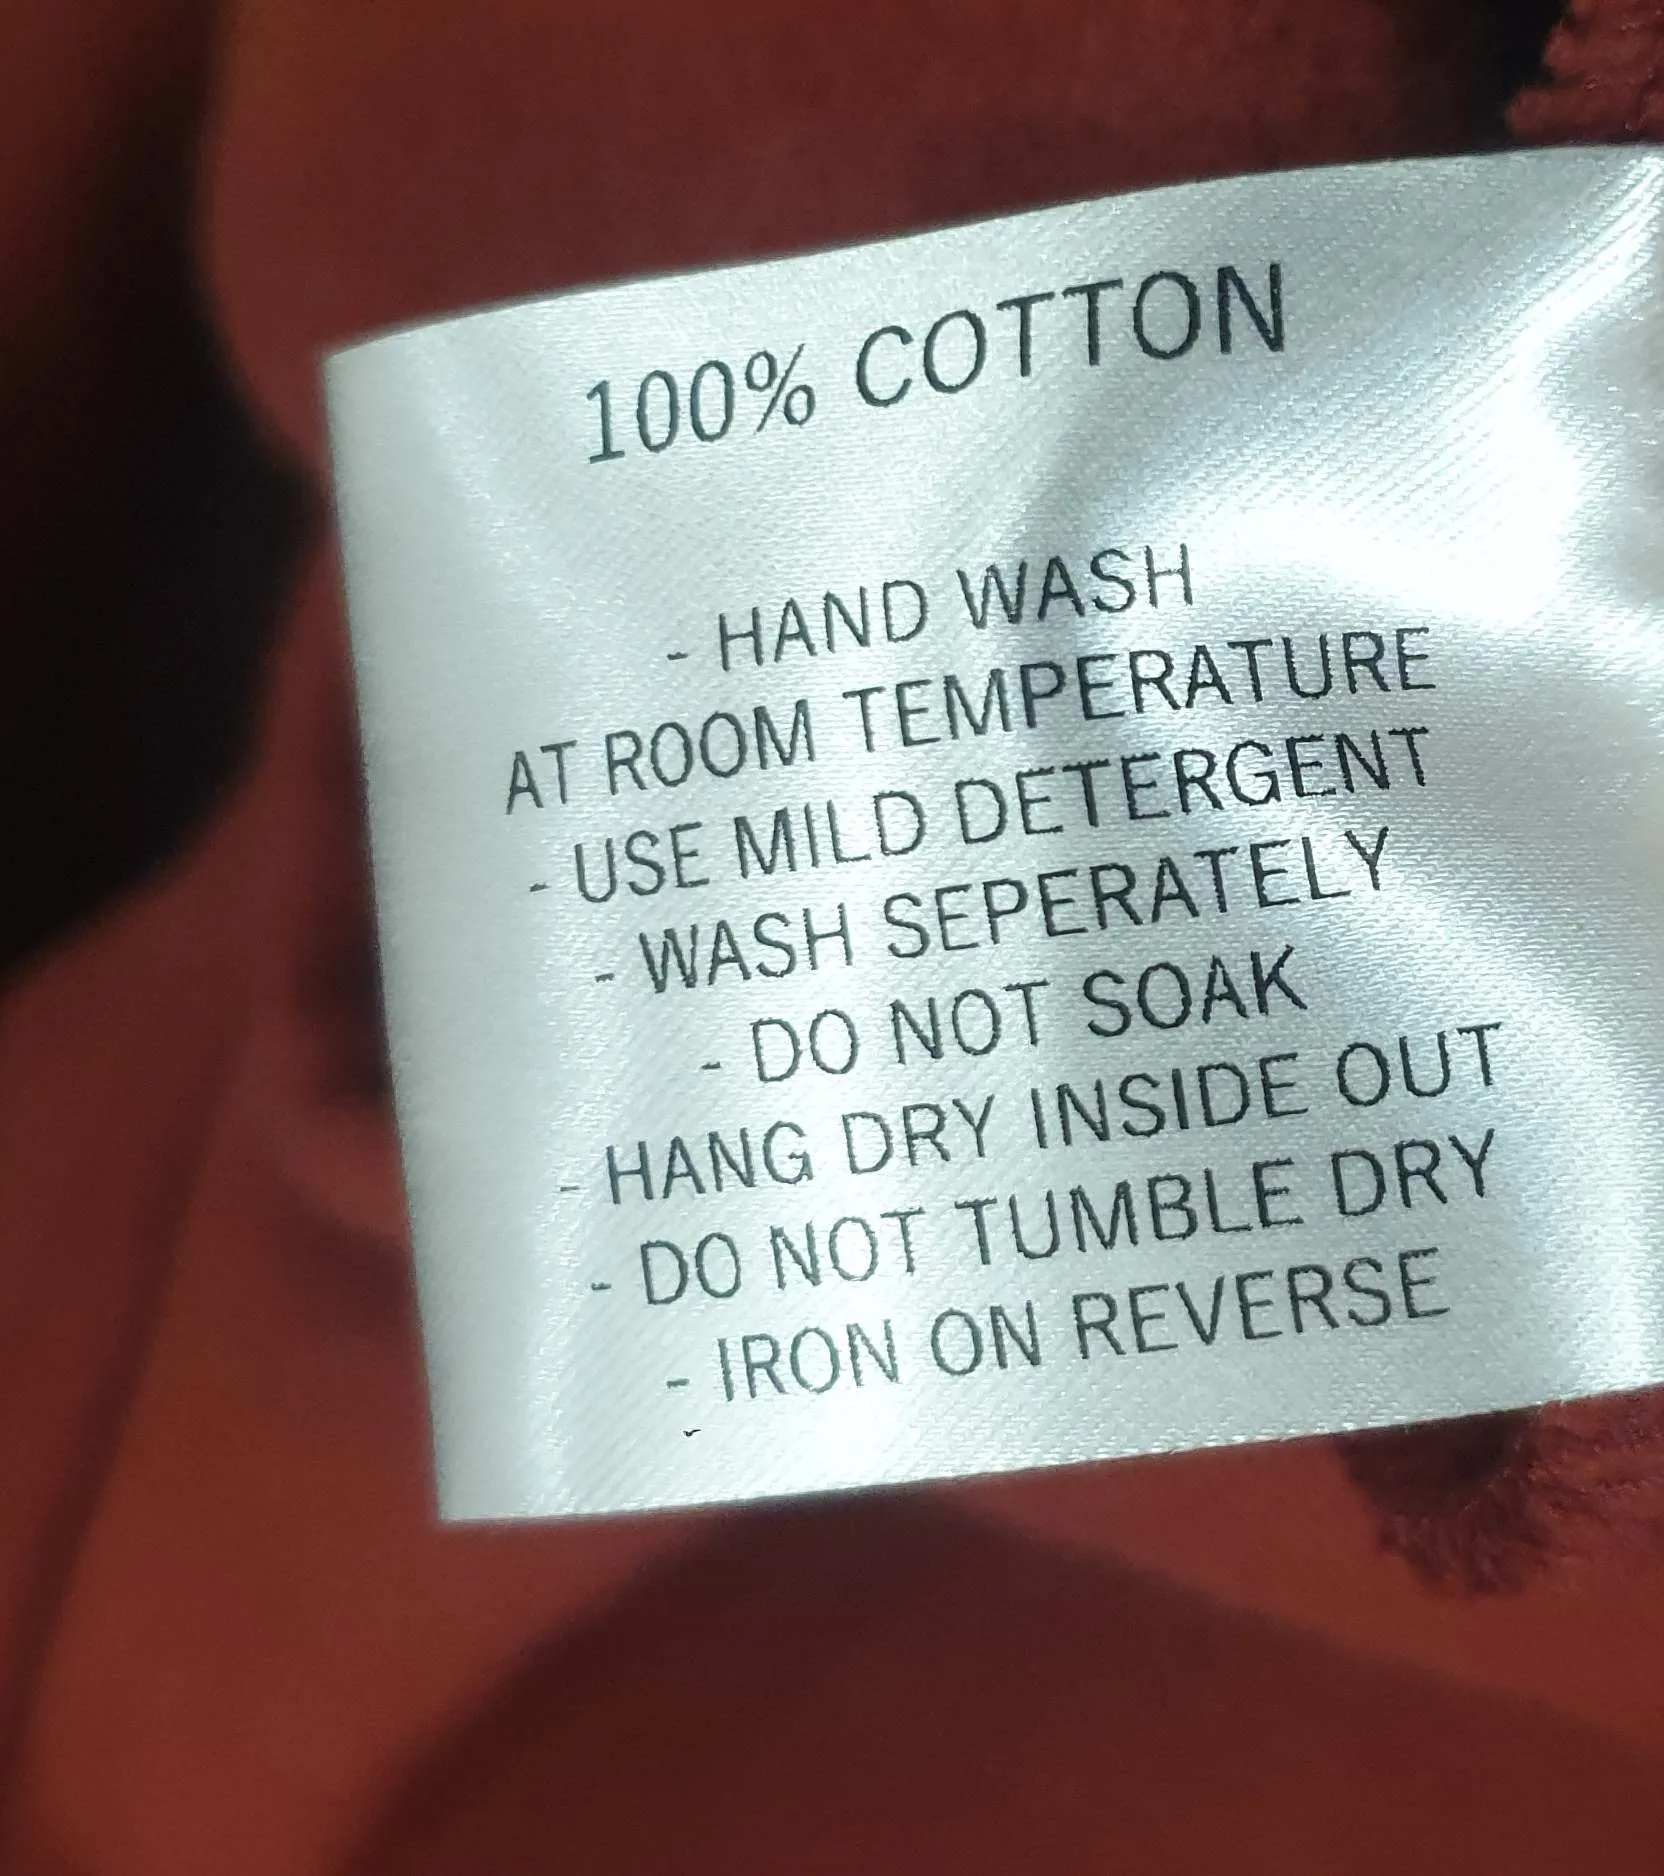 100% COTTON
- HAND WASH
AT ROOM TEMPERATURE
- USE MILD DETERGENT
- WASH SEPERATELY
- DO NOT SOAK
- HANG DRY INSIDE OUT
- DO NOT TUMBLE DRY
- IRON ON REVERSE